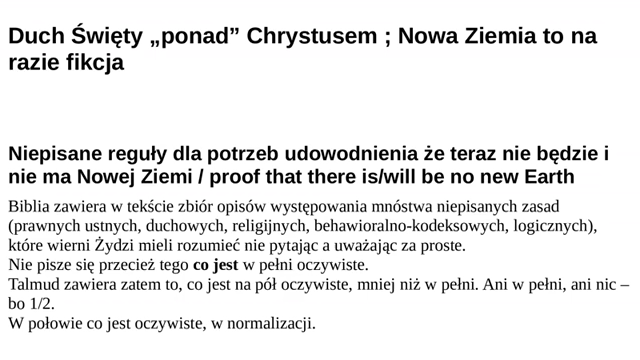 Duch Święty „ponad” Chrystusem ; Nowa Ziemia to na
razie fikcja
Niepisane reguły dla potrzeb udowodnienia że teraz nie będzie i
nie ma Nowej Ziemi / proof that there is/will be no new Earth
Biblia zawiera w tekście zbiór opisów występowania mnóstwa niepisanych zasad
(prawnych ustnych, duchowych, religijnych, behawioralno-kodeksowych, logicznych),
które wierni Żydzi mieli rozumieć nie pytając a uważając za proste.
Nie pisze się przecież tego co jest w pełni oczywiste.
Talmud zawiera zatem to, co jest na pół oczywiste, mniej niż w pełni. Ani w pełni, ani nic –
bo 1/2.
W połowie co jest oczywiste, w normalizacji.